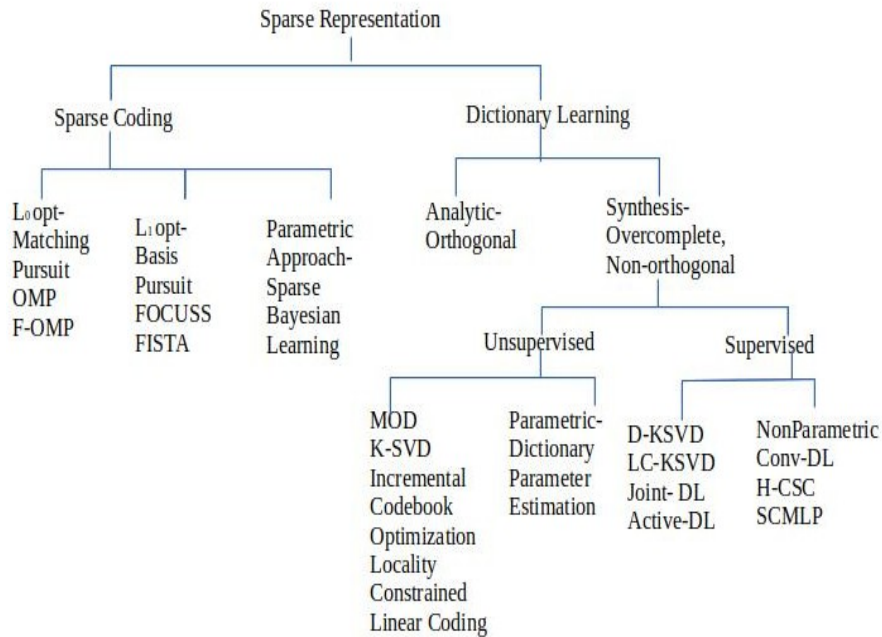 Sparse Representation
Sparse Coding
Dictionary Learning
L0 opt-
Matching
Pursuit
OMP
F-OMP
L1 opt-
Basis
Pursuit
FOCUSS
FISTA
Parametric
Approach-
Sparse
Bayesian
Learning
Analytic-
Orthogonal
Synthesis-
Overcomplete,
Non-orthogonal
Unsupervised
Supervised
MOD
K-SVD
Incremental
Codebook
Optimization
Locality
Constrained
Linear Coding
Parametric-
Dictionary
Parameter
Estimation
D-KSVD
LC-KSVD
Joint- DL
Active-DL
NonParametric
Conv-DL
H-CSC
SCMLP